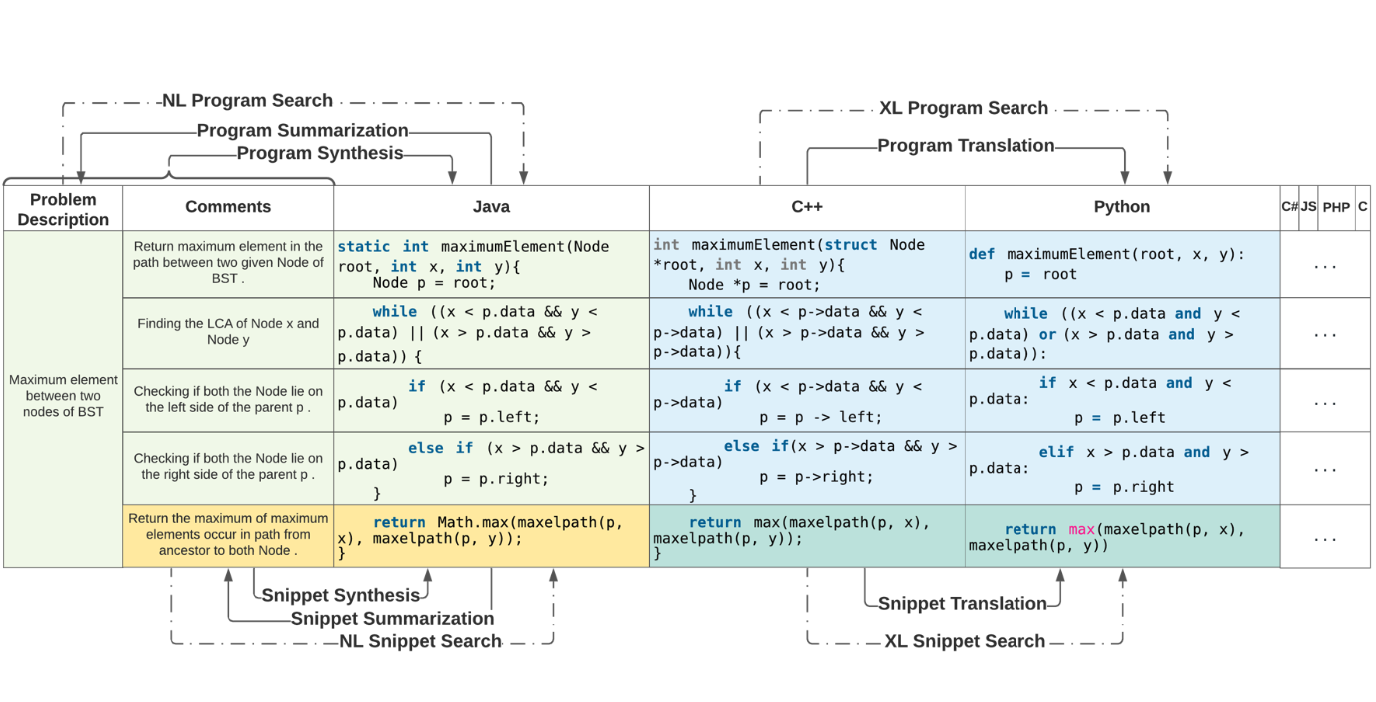 NL Program Search
XL Program Search
Program Summarization
Program Synthesis
Program Translation
Problem
Description
Comments
Java
C++
Python
C#
JS
PHP
C
Maximum element
between two
nodes of BST
Return maximum element in the
path between two given Node of
BST .
static int maximumElement(Node
root, int x, int y){
Node p = root;
int maximumElement(struct Node
*root, int x, int y){
Node *p = root;
def maximumElement(root, x, y):
p = root
...
Finding the LCA of Node x and
Node y
while ((x < p.data && y <
p.data) || (x > p.data && y >
p.data)) {
while ((x < p->data && y <
p->data) || (x > p->data && y >
p->data)){
while ((x < p.data and y <
p.data) or (x > p.data and y >
p.data)):
...
Checking if both the Node lie on
the left side of the parent p .
if (x < p.data && y <
p.data)
p = p.left;
if (x < p->data && y <
p->data)
p = p -> left;
if x < p.data and y <
p.data:
p = p.left
...
Checking if both the Node lie on
the right side of the parent p .
else if (x > p.data && y >
p.data)
p = p.right;
}
else if(x > p->data && y >
p->data)
p = p->right;
}
elif x > p.data and y >
p.data:
p = p.right
...
Return the maximum of maximum
elements occur in path from
ancestor to both Node .
return Math.max(maxelpath(p,
x), maxelpath(p, y));
}
return max(maxelpath(p, x),
maxelpath(p, y));
}
return max(maxelpath(p, x),
maxelpath(p, y))
...
Snippet Synthesis
Snippet Summarization
NL Snippet Search
Snippet Translation
XL Snippet Search